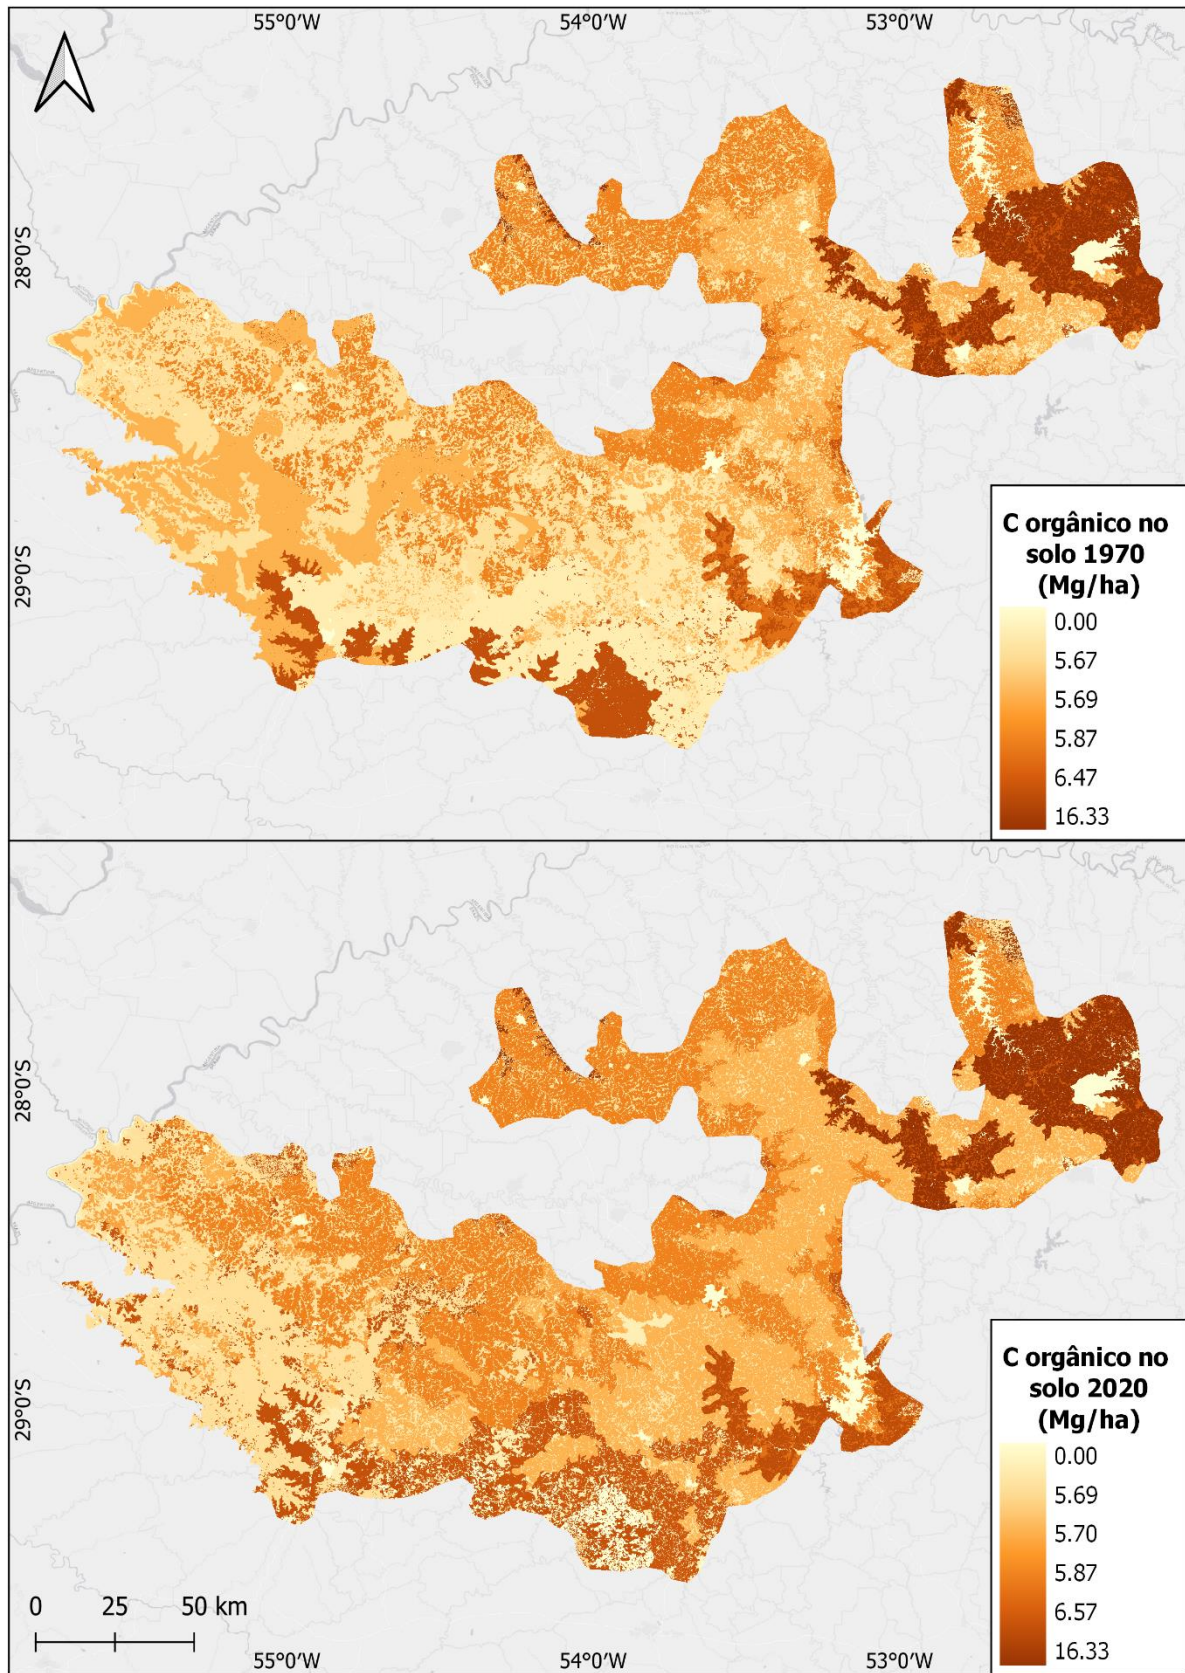 55°0'W 54°0'W 53°0'W
28°0'S
29°0'S
C orgânico no
solo 1970
(Mg/ha)
0.00
5.67
5.69
5.87
6.47
16.33
28°0'S
29°0'S
C orgânico no
solo 2020
(Mg/ha)
0.00
5.69
5.70
5.87
6.57
16.33
0 25 50 km
55°0'W 54°0'W 53°0'W